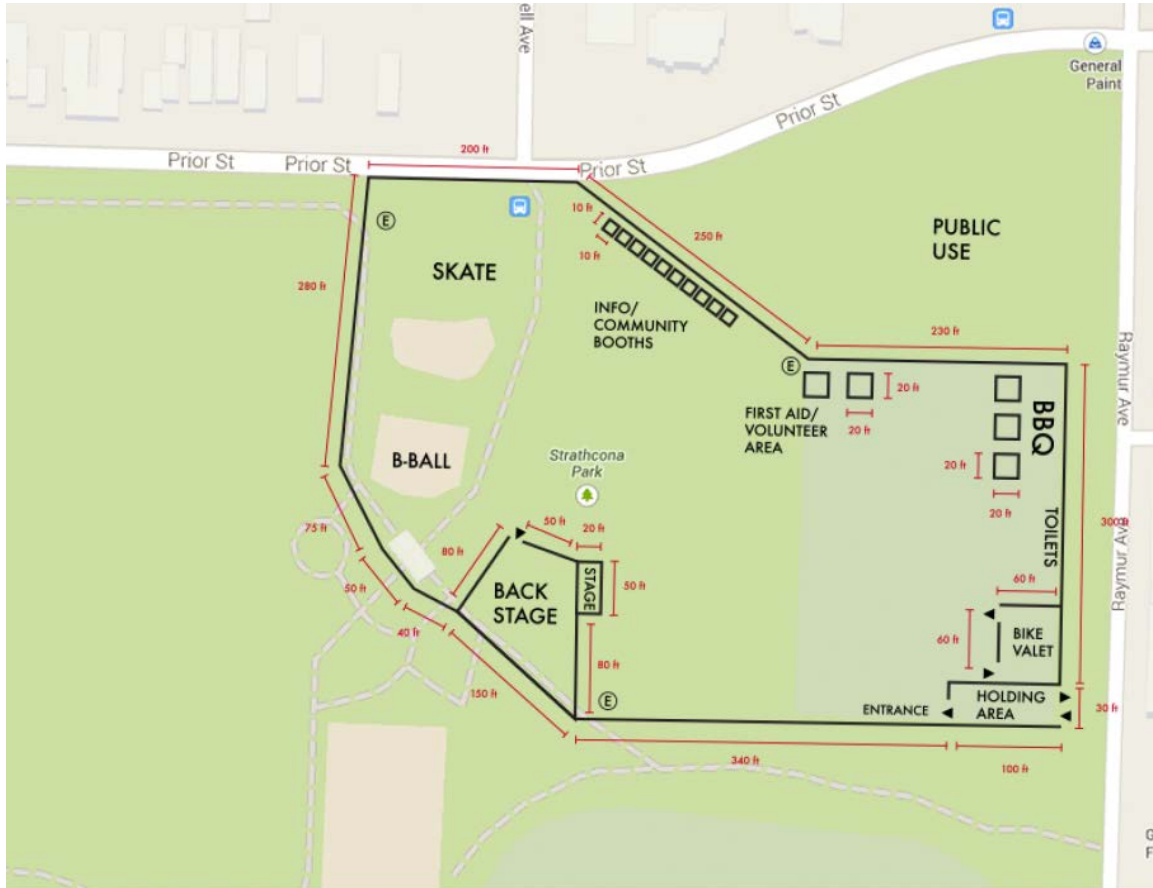 ell Ave
General
Paint
Prior St
Prior St
Prior St
Prior St
200 ft
E
10 ft
10 ft
250 ft
PUBLIC
USE
SKATE
280 ft
INFO/
COMMUNITY
BOOTHS
230 ft
Raymur Ave
E
20 ft
20 ft
FIRST AID/
VOLUNTEER
AREA
BBQ
20 ft
20 ft
B-BALL
Strathcona
Park
TOILETS
300 ft
Raymur Ave
75 ft
50 ft
20 ft
80 ft
STAGE
50 ft
BACK
STAGE
50 ft
40 ft
60 ft
60 ft
BIKE
VALET
80 ft
150 ft
E
ENTRANCE
HOLDING
AREA
30 ft
340 ft
100 ft
G
F